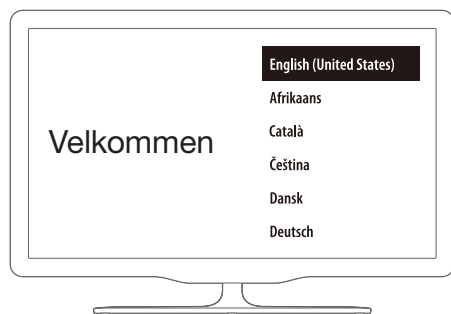 Velkommen
English (United States)
Afrikaans
Català
Čeština
Dansk
Deutsch